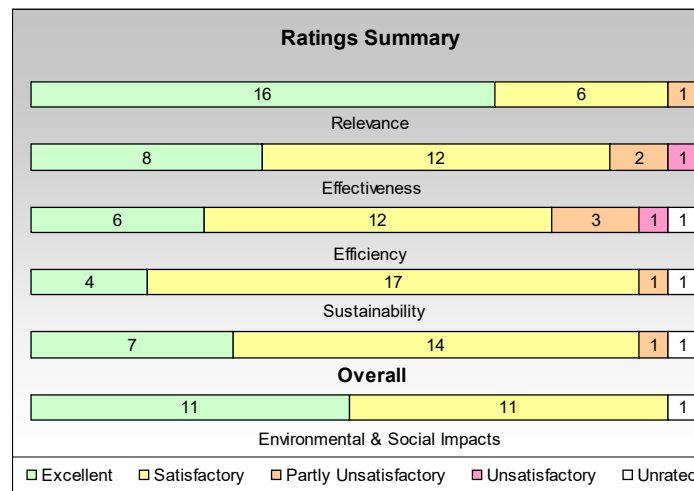 Ratings Summary
16 6 1
Relevance
8 12 2 1
Effectiveness
6 12 3 1 1
Efficiency
4 17 1 1
Sustainability
7 14 1 1
Overall
11 11 1
Environmental & Social Impacts
Excellent Satisfactory Partly Unsatisfactory Unsatisfactory Unrated